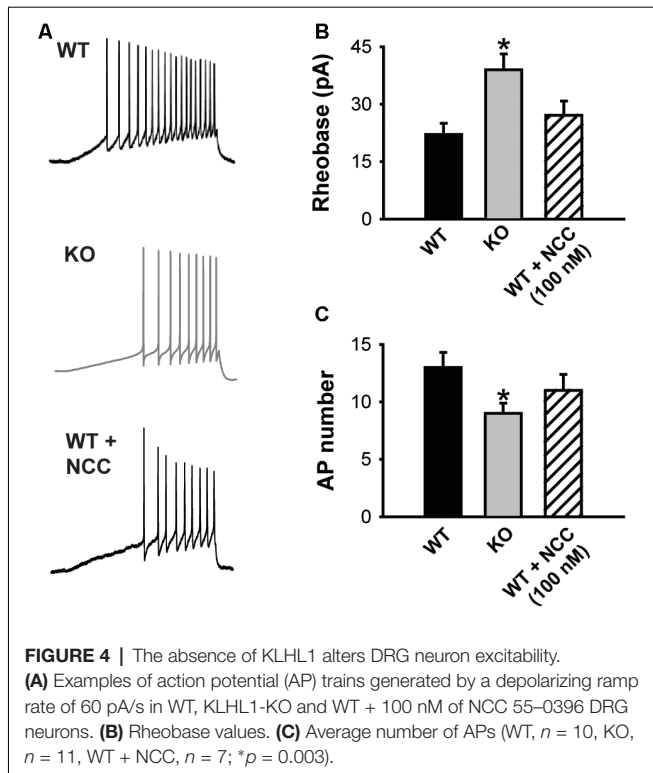 A
WT
KO
WT +
NCC
B
Rheobase (pA)
45
30
15
0
*
WT
KO
WT + NCC
(100 nM)
C
AP number
15
10
5
0
*
WT
KO
WT + NCC
(100 nM)
FIGURE 4 | The absence of KLHL1 alters DRG neuron excitability.
(A) Examples of action potential (AP) trains generated by a depolarizing ramp
rate of 60 pA/s in WT, KLHL1-KO and WT + 100 nM of NCC 55–0396 DRG
neurons. (B) Rheobase values. (C) Average number of APs (WT, n = 10, KO,
n = 11, WT + NCC, n = 7; *p = 0.003).